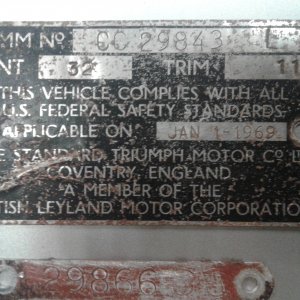 MM No CC 29843 L
NT 32 TRIM 11
THIS VEHICLE COMPLIES WITH ALL
U.S. FEDERAL SAFETY STANDARDS
APPLICABLE ON JAN 1-1969
E STANDARD TRIUMPH MOTOR CO L
COVENTRY, ENGLAND.
A MEMBER OF THE
TISH LEYLAND MOTOR CORPORATION
29866